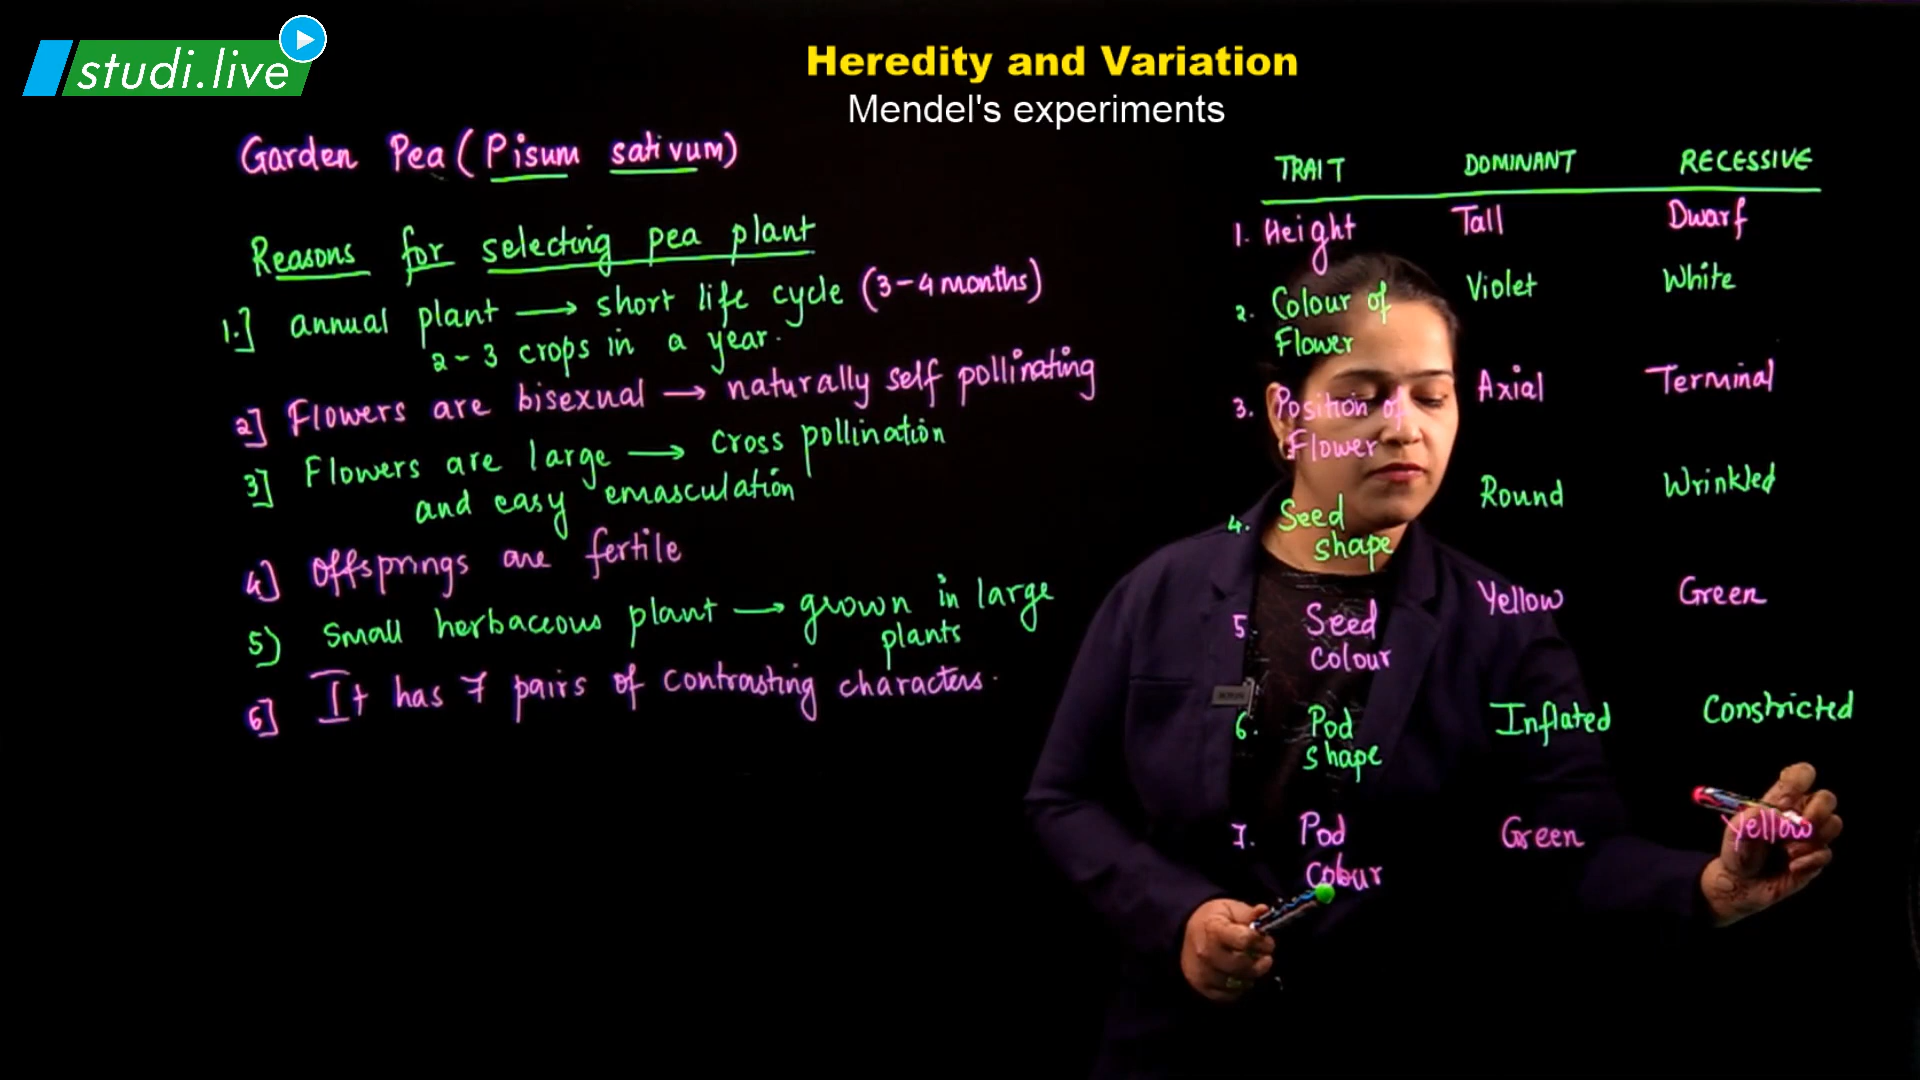 studi.live
Heredity and Variation
Mendel's experiments
Garden Pea (Pisum sativum)
Reasons for selecting pea plant
1.] annual plant → short life cycle (3-4 months)
2-3 crops in a year.
2] Flowers are bisexual → naturally self pollinating
3] Flowers are large → cross pollination
and easy emasculation
4] Offsprings are fertile
5) Small herbaceous plant → grown in large
plants
6] It has 7 pairs of contrasting characters.
TRAIT DOMINANT RECESSIVE
1. Height Tall Dwarf
2. Colour of Violet White
Flower
3. Position of Axial Terminal
Flower
4. Seed Round Wrinkled
shape
5. Seed Yellow Green
Colour
6. Pod Inflated Constricted
shape
7. Pod Green Yellow
Colour